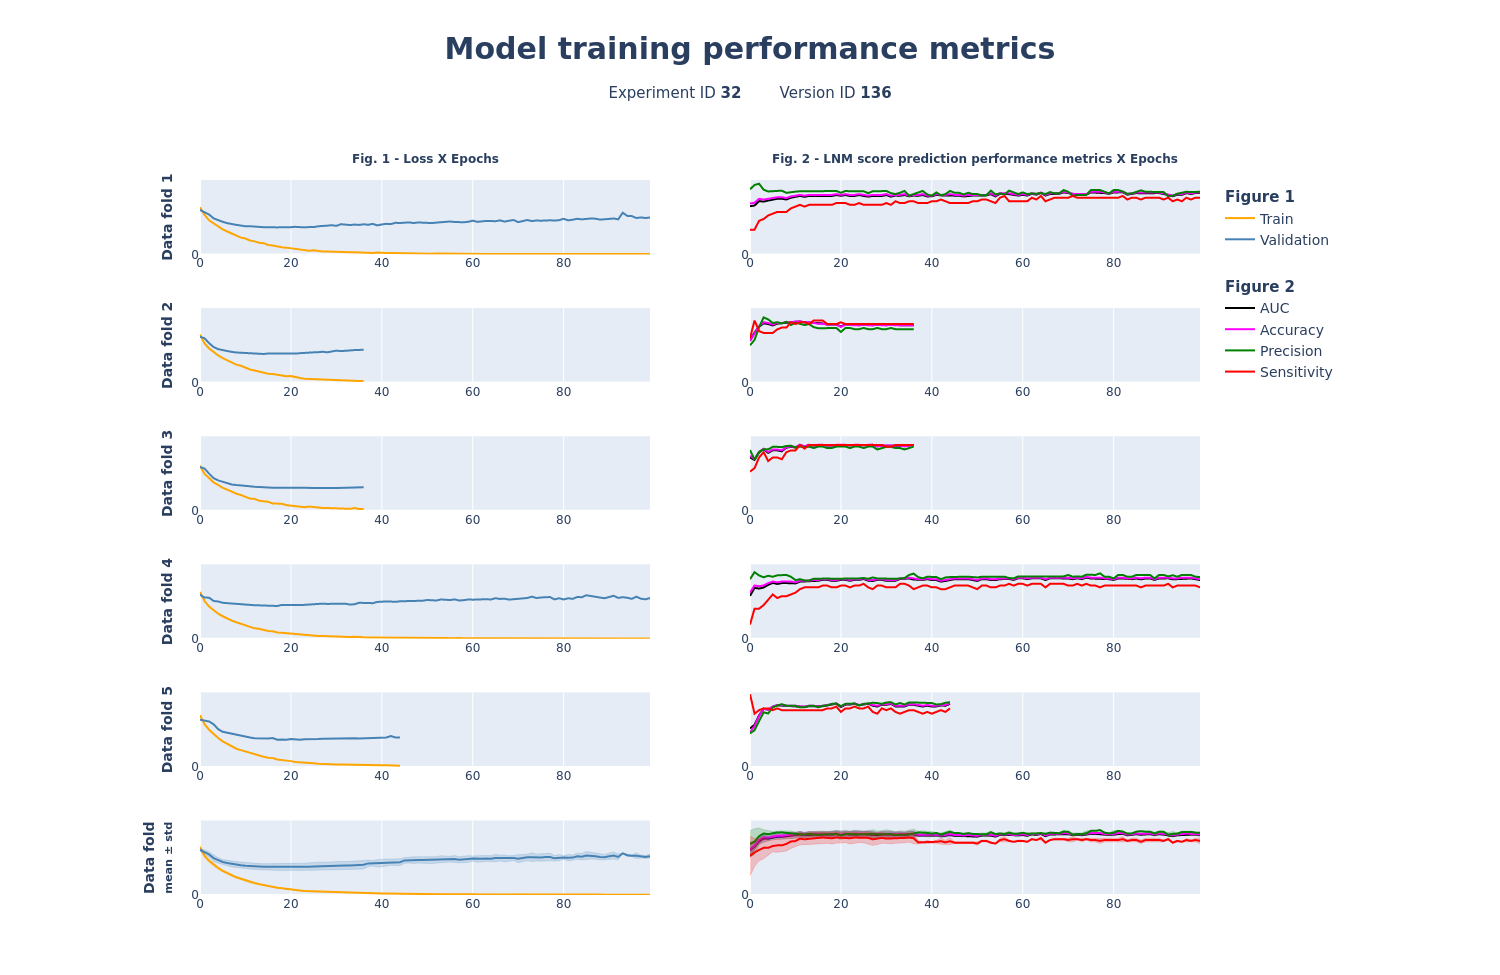 Model training performance metrics
Experiment ID 32 Version ID 136
Fig. 1 - Loss X Epochs
Fig. 2 - LNM score prediction performance metrics X Epochs
Data fold 1
0
0 20 40 60 80
0
0 20 40 60 80
Figure 1
Train
Validation
Figure 2
AUC
Accuracy
Precision
Sensitivity
Data fold 2
0
0 20 40 60 80
0
0 20 40 60 80
Data fold 3
0
0 20 40 60 80
0
0 20 40 60 80
Data fold 4
0
0 20 40 60 80
0
0 20 40 60 80
Data fold 5
0
0 20 40 60 80
0
0 20 40 60 80
Data fold
mean ± std
0
0 20 40 60 80
0
0 20 40 60 80